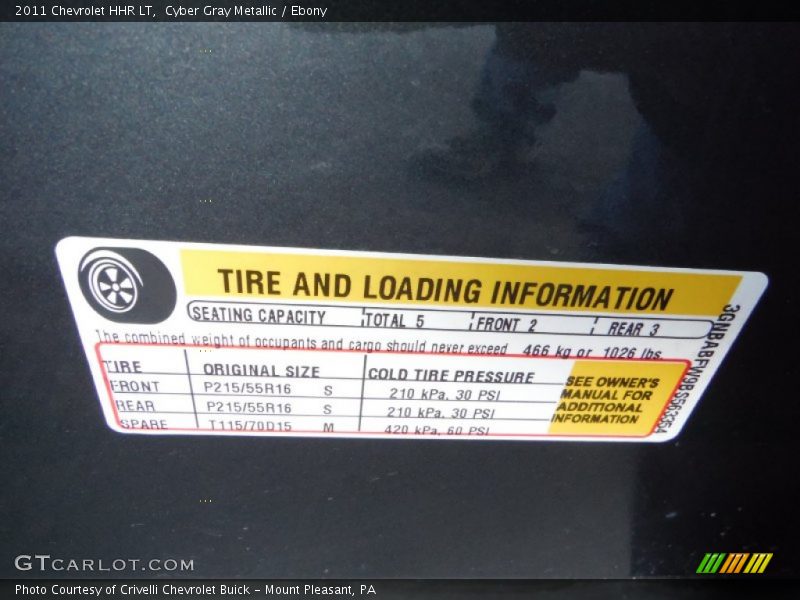 2011 Chevrolet HHR LT,  Cyber Gray Metallic / Ebony
TIRE AND LOADING INFORMATION
SEATING CAPACITY TOTAL 5 FRONT 2 REAR 3
The combined weight of occupants and cargo should never exceed 466 kg or 1026 lbs.
TIRE ORIGINAL SIZE COLD TIRE PRESSURE
FRONT P215/55R16 S 210 kPa, 30 PSI
REAR P215/55R16 S 210 kPa, 30 PSI
SPARE T115/70D15 M 420 kPa, 60 PSI
SEE OWNER'S
MANUAL FOR
ADDITIONAL
INFORMATION
GTCARLOT.COM
Photo Courtesy of Crivelli Chevrolet Buick - Mount Pleasant, PA